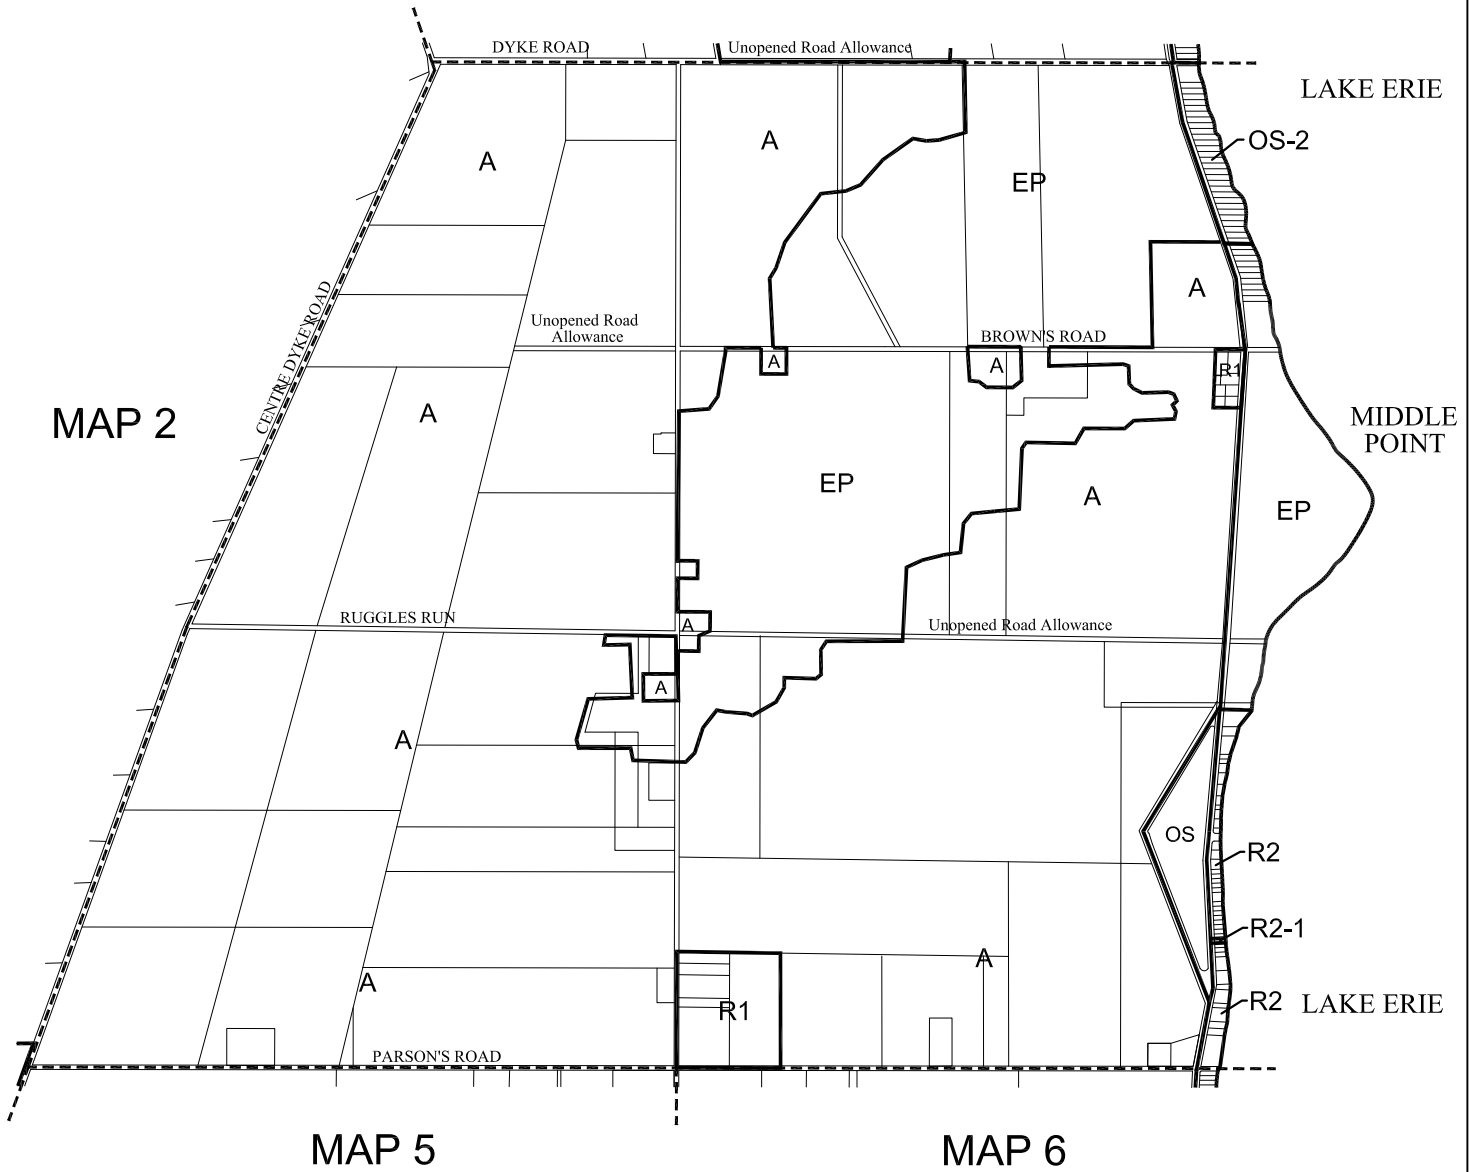 DYKE ROAD
Unopened Road Allowance
LAKE ERIE
OS-2
A
A
EP
CENTRE DYKE ROAD
A
Unopened Road
Allowance
BROWN'S ROAD
A
A
R1
MAP 2
A
MIDDLE
POINT
EP
A
EP
RUGGLES RUN
A
Unopened Road Allowance
A
A
OS
R2
R2-1
A
A
R1
R2
LAKE ERIE
PARSON'S ROAD
MAP 5
MAP 6